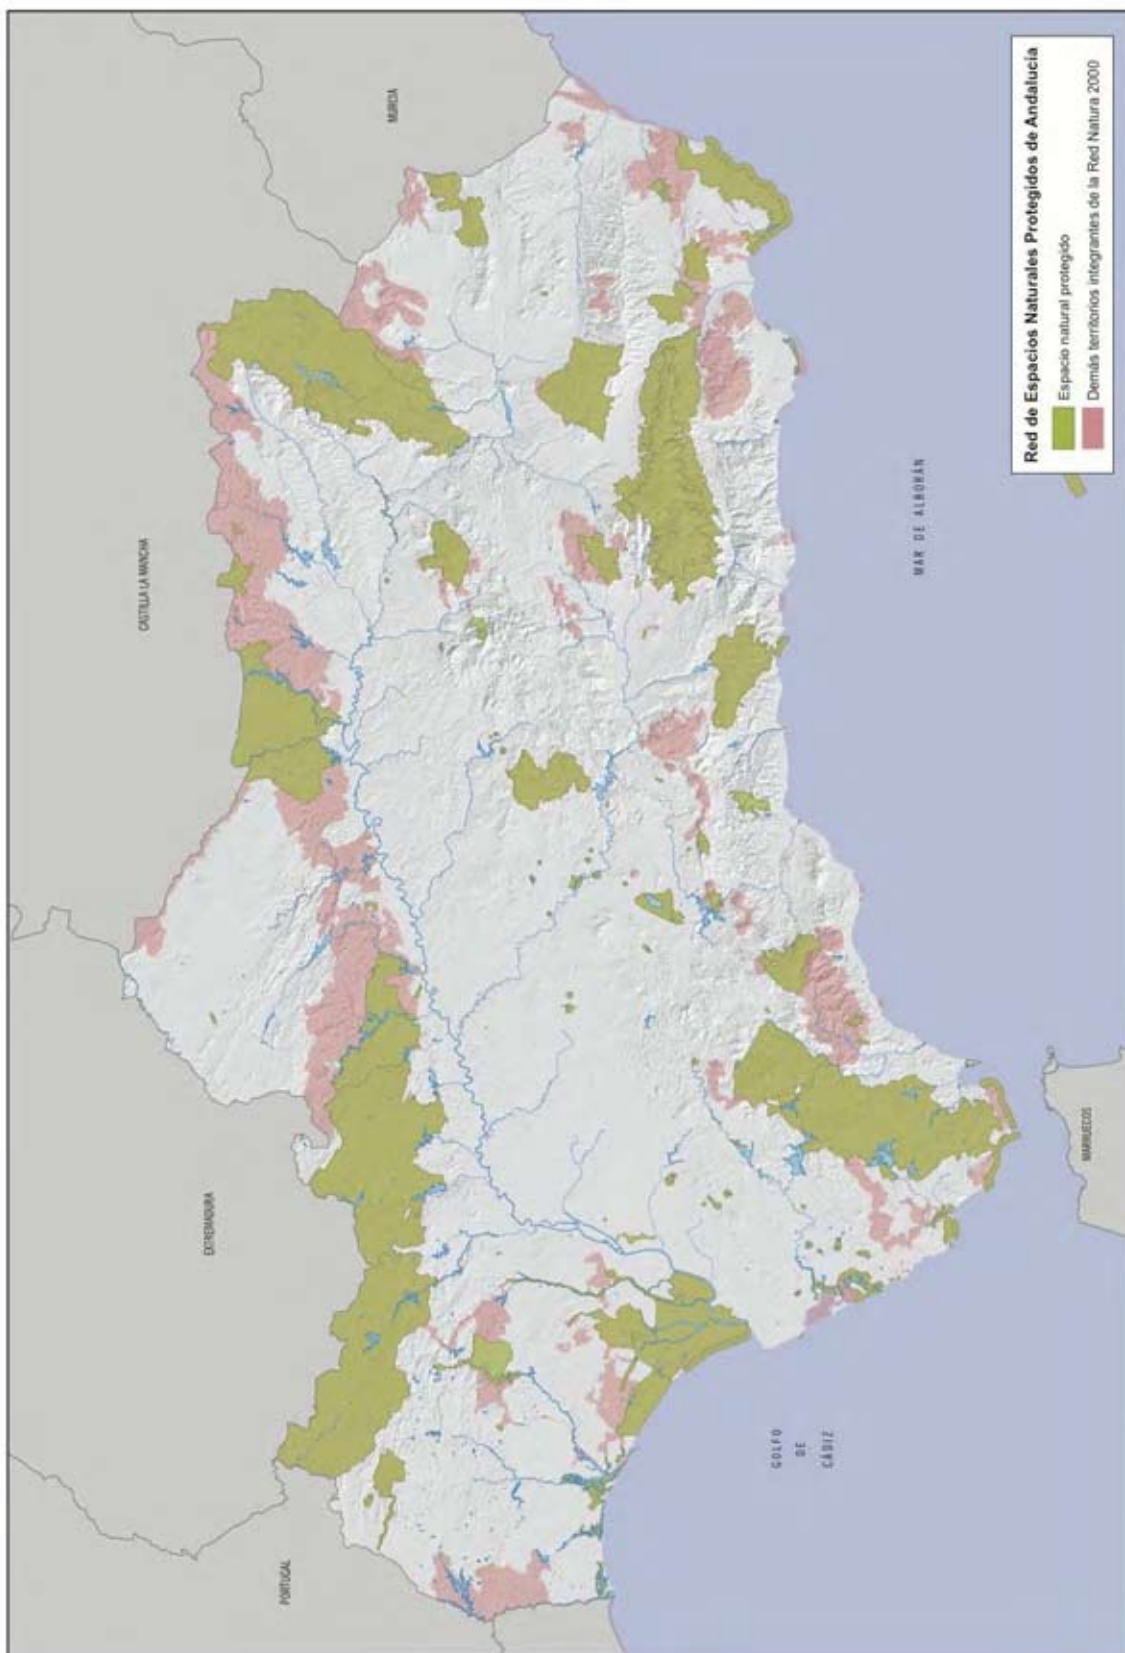 PORTUGAL
EXTREMADURA
CASTILLA LA MANCHA
MURCIA
GOLFO
DE
CÁDIZ
MARRUECOS
MAR DE ALBORÁN
Red de Espacios Naturales Protegidos de Andalucía
Espacio natural protegido
Demás territorios integrantes de la Red Natura 2000